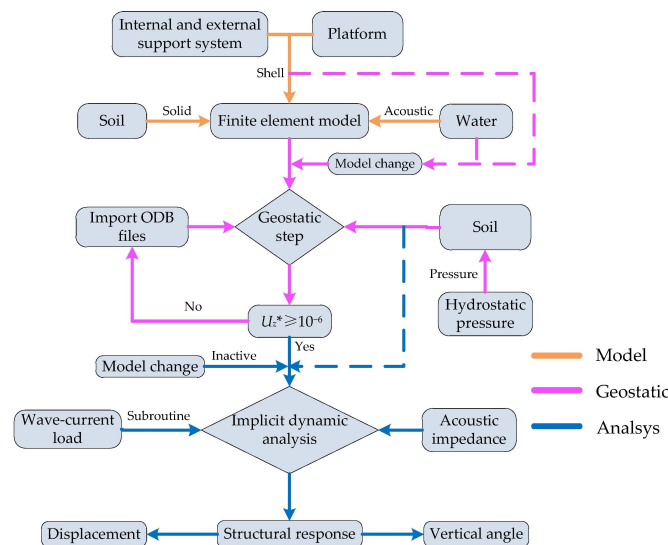 Internal and external
support system
Platform
Shell
Soil
Solid
Finite element model
Acoustic
Water
Model change
Import ODB
files
Geostatic
step
Soil
Pressure
No
U_z*≥10⁻⁶
Hydrostatic
pressure
Yes
Model change
Inactive
Model
Geostatic
Analsys
Wave-current
load
Subroutine
Implicit dynamic
analysis
Acoustic
impedance
Displacement
Structural response
Vertical angle